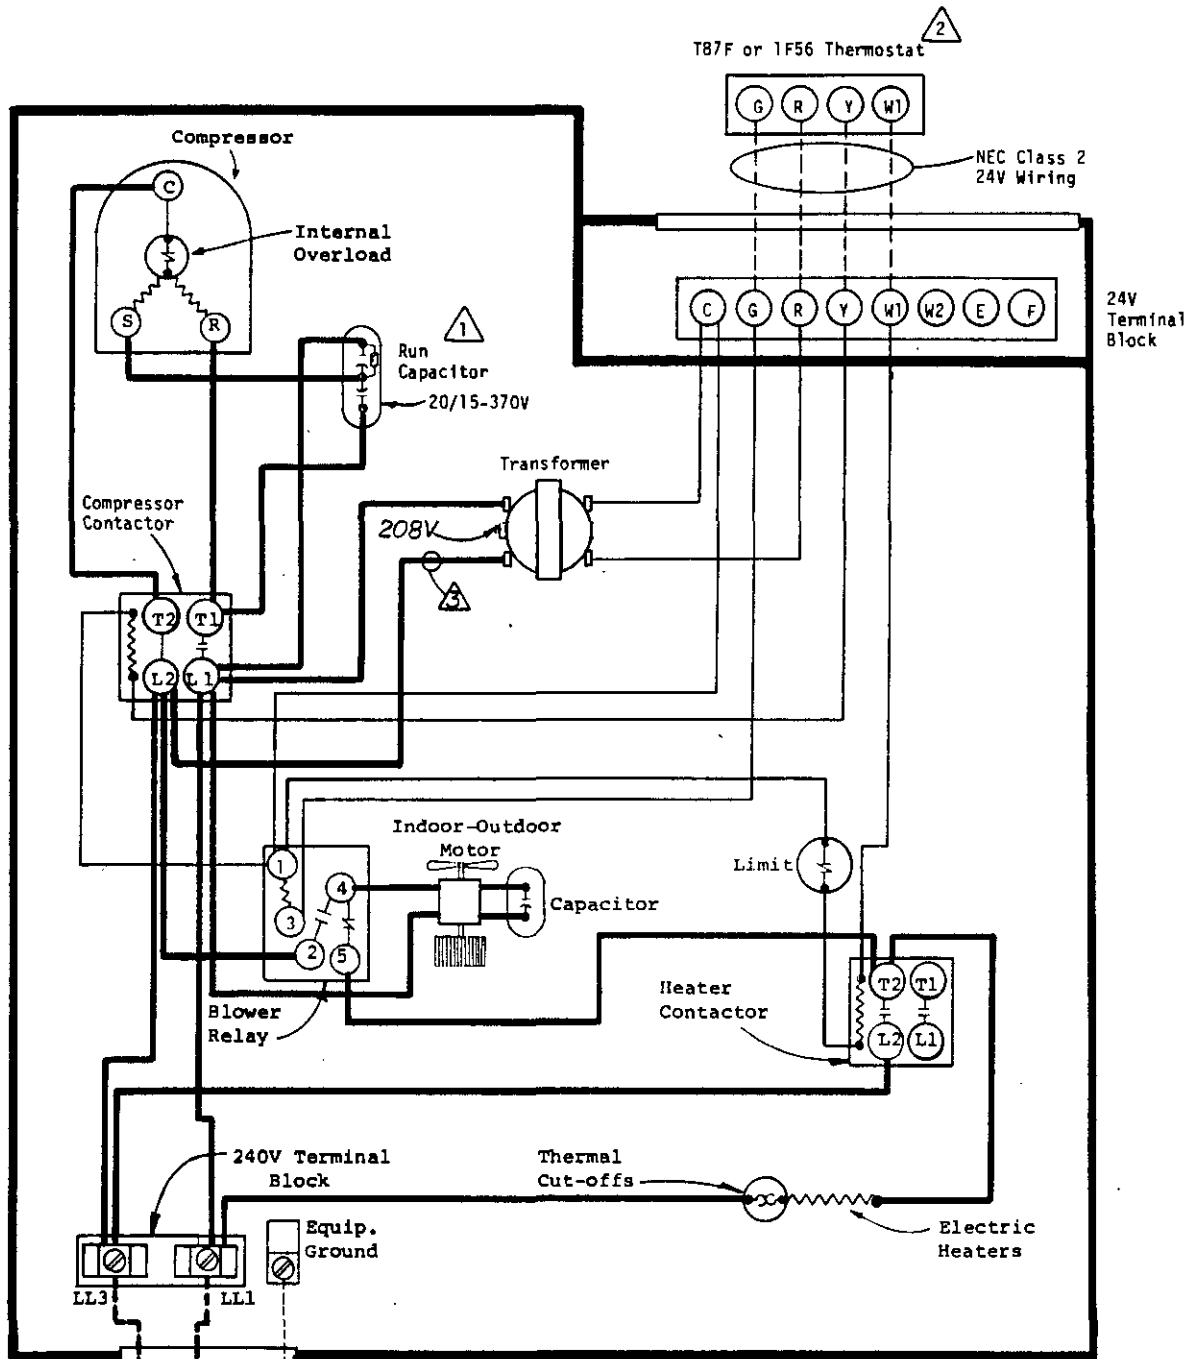 2
T87F or 1F56 Thermostat
G R Y W1
NEC Class 2
24V Wiring
Compressor
C
Internal
Overload
S R
C G R Y W1 W2 E F
24V
Terminal
Block
1
Run
Capacitor
20/15-370V
Transformer
208V
3
Compressor
Contactor
T2 T1
L2 L1
Indoor-Outdoor
Motor
1
4
3
2 5
Capacitor
Limit
Blower
Relay
Heater
Contactor
T2 T1
L2 L1
240V Terminal
Block
Thermal
Cut-offs
Equip.
Ground
Electric
Heaters
LL3 LL1